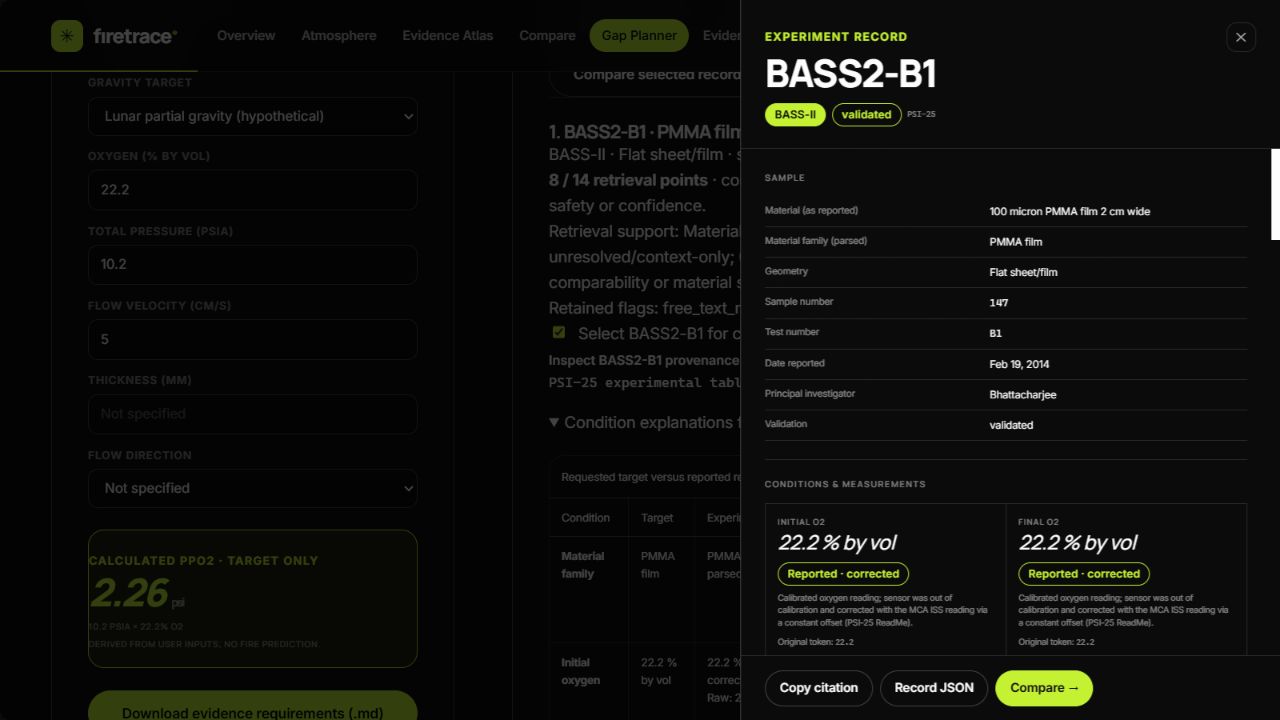 firetrace
Overview
Atmosphere
Evidence Atlas
Compare
Gap Planner
GRAVITY TARGET
Lunar partial gravity (hypothetical)
OXYGEN (% BY VOL)
22.2
TOTAL PRESSURE (PSIA)
10.2
FLOW VELOCITY (CM/S)
5
THICKNESS (MM)
Not specified
FLOW DIRECTION
Not specified
CALCULATED PPO2 · TARGET ONLY
2.26 psi
10.2 PSIA × 22.2% O2
DERIVED FROM USER INPUTS, NO FIRE PREDICTION.
Download evidence requirements (.md)
Compare selected record
1. BASS2-B1 · PMMA film
BASS-II · Flat sheet/film ·
8 / 14 retrieval points ·
safety or confidence.
Retrieval support:
unresolved/context-only;
comparability or material
Retained flags:
Select BASS2-B1 for
Inspect BASS2-B1 provenance
PSI-25 experimental
▼ Condition explanations
Requested target versus reported
Condition
Target
Material family
PMMA film
PMMA
Initial oxygen
22.2 % by vol
22.2
EXPERIMENT RECORD
BASS2-B1
BASS-II
validated
PSI-25
SAMPLE
Material (as reported)
100 micron PMMA film 2 cm wide
Material family (parsed)
PMMA film
Geometry
Flat sheet/film
Sample number
147
Test number
B1
Date reported
Feb 19, 2014
Principal investigator
Bhattacharjee
Validation
validated
CONDITIONS & MEASUREMENTS
INITIAL O2
22.2 % by vol
Reported · corrected
Calibrated oxygen reading; sensor was out of
calibration and corrected with the MCA ISS reading via
a constant offset (PSI-25 ReadMe).
Original token: 22.2
FINAL O2
22.2 % by vol
Reported · corrected
Calibrated oxygen reading; sensor was out of
calibration and corrected with the MCA ISS reading via
a constant offset (PSI-25 ReadMe).
Original token: 22.2
Copy citation
Record JSON
Compare →